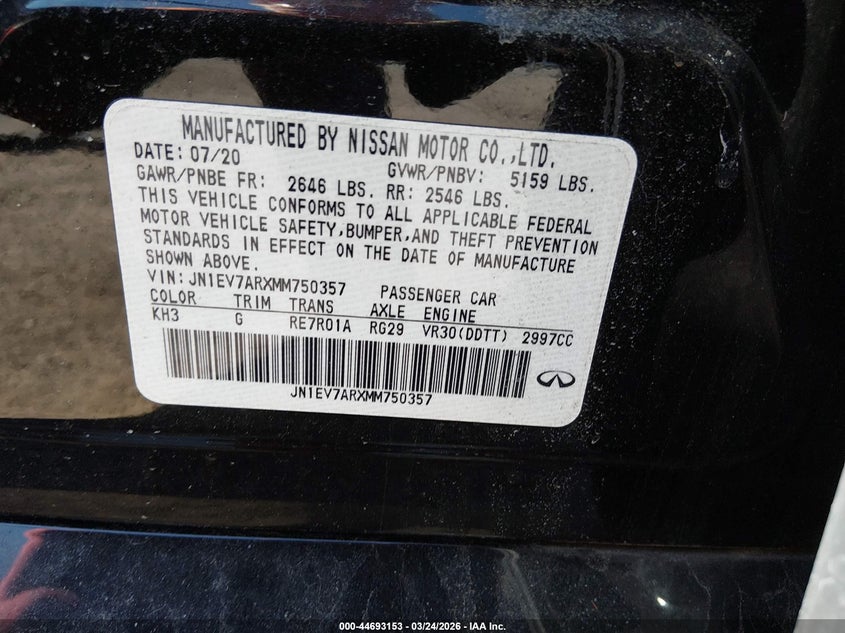 MANUFACTURED BY NISSAN MOTOR CO.,LTD.
DATE: 07/20 GVWR/PNBV: 5159 LBS.
GAWR/PNBE FR: 2646 LBS. RR: 2546 LBS.
THIS VEHICLE CONFORMS TO ALL APPLICABLE FEDERAL
MOTOR VEHICLE SAFETY,BUMPER,AND THEFT PREVENTION
STANDARDS IN EFFECT ON THE DATE OF MANUFACTURE
SHOWN ABOVE.
VIN: JN1EV7ARXMM750357 PASSENGER CAR
COLOR TRIM TRANS AXLE ENGINE
KH3 G RE7R01A RG29 VR30(DDTT) 2997CC
JN1EV7ARXMM750357
000-44693153 - 03/24/2026 - IAA Inc.